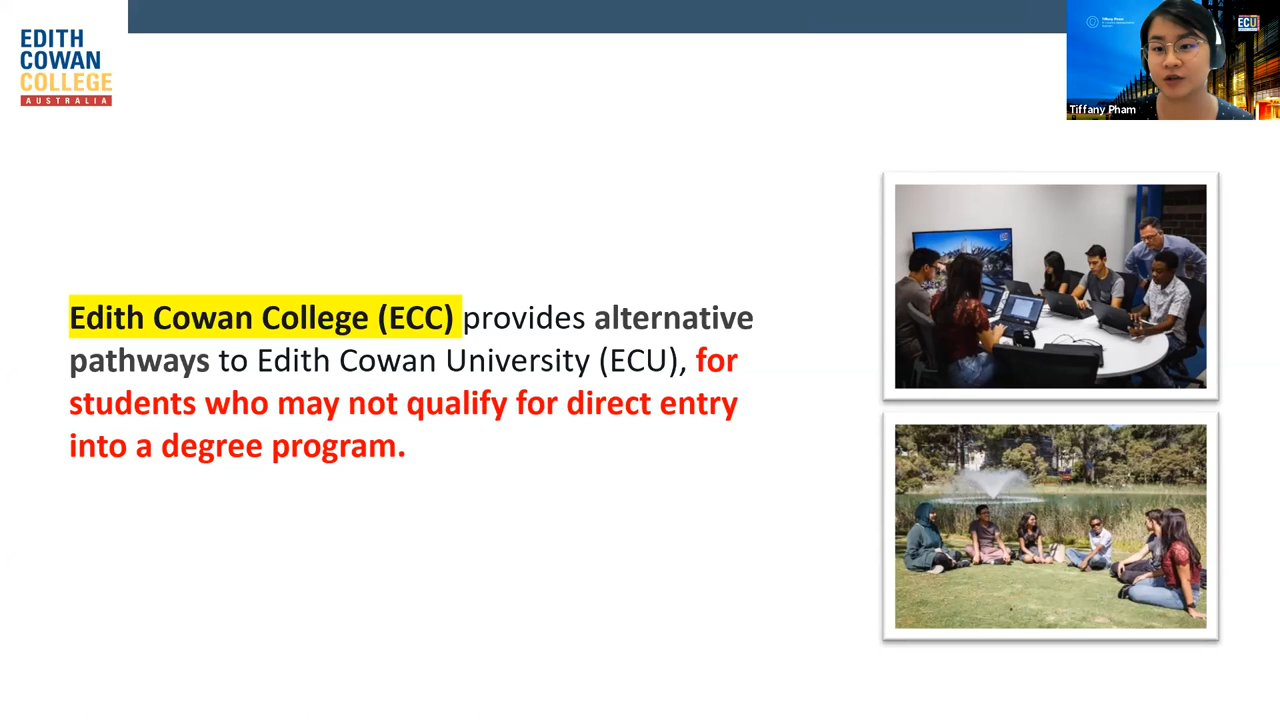 EDITH
COWAN
COLLEGE
AUSTRALIA
ECU
Tiffany Pham
Edith Cowan College (ECC) provides alternative
pathways to Edith Cowan University (ECU), for
students who may not qualify for direct entry
into a degree program.